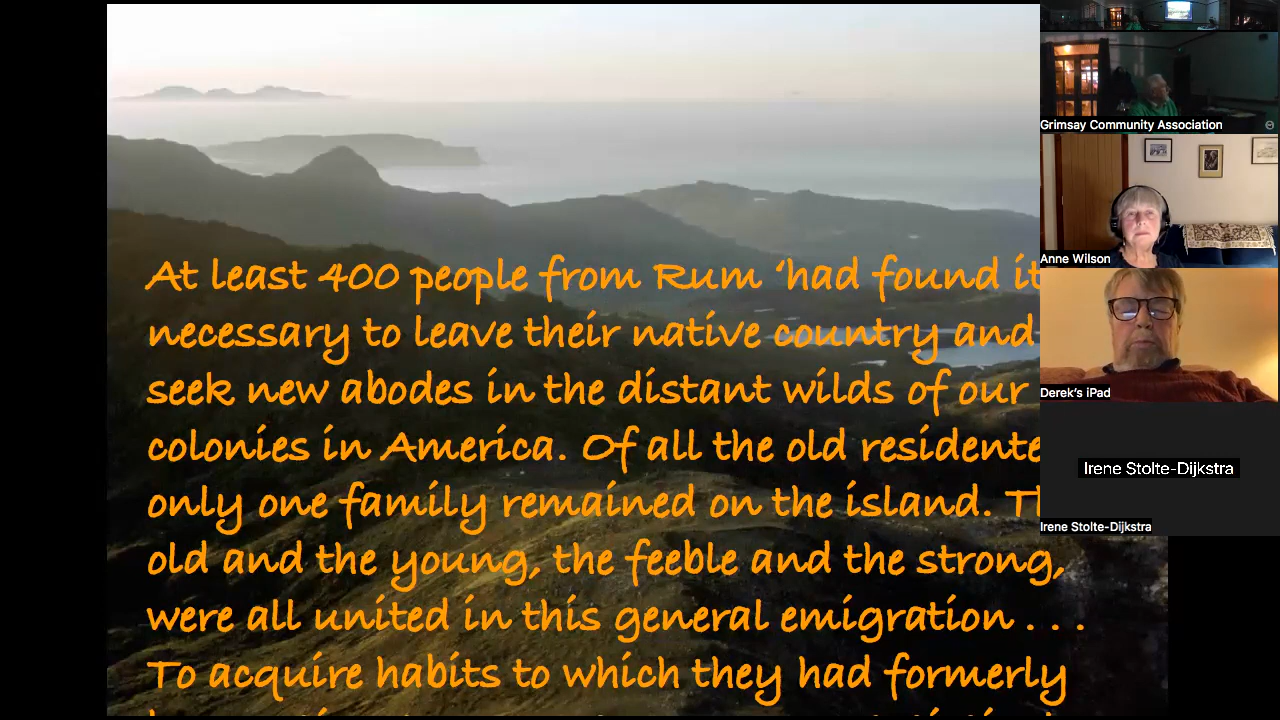 At least 400 people from Rum ‘had found it
necessary to leave their native country and
seek new abodes in the distant wilds of our
colonies in America. Of all the old
only one family remained on the island.
old and the young, the feeble and the strong,
were all united in this general emigration . . .
To acquire habits to which they had formerly
Grimsay Community Association
Anne Wilson
Derek’s iPad
Irene Stolte-Dijkstra
Irene Stolte-Dijkstra